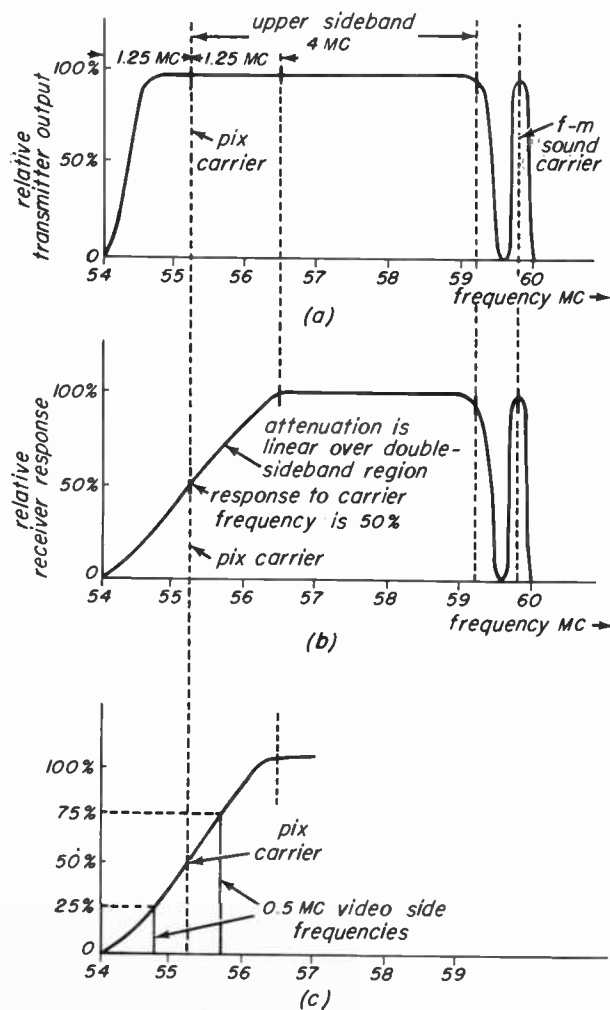 upper sideband
4 MC
1.25 MC
1.25 MC
100%
50%
0
relative
transmitter output
pix
carrier
f-m
sound
carrier
54 55 56 57 58 59 60
frequency MC
(a)
100%
50%
0
relative
receiver response
attenuation is
linear over double-
sideband region
response to carrier
frequency is 50%
pix carrier
54 55 56 57 58 59 60
frequency MC
(b)
100%
75%
50%
25%
0
pix
carrier
0.5 MC video side
frequencies
54 55 56 57 58 59
(c)